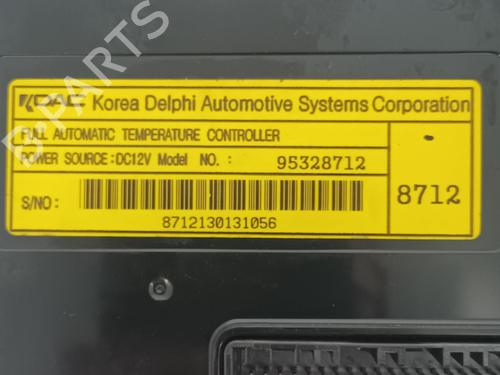 KDAC Korea Delphi Automotive Systems Corporation
FULL AUTOMATIC TEMPERATURE CONTROLLER
POWER SOURCE:DC12V Model NO. : 95328712
S/NO:
8712
8712130131056
B-PARTS